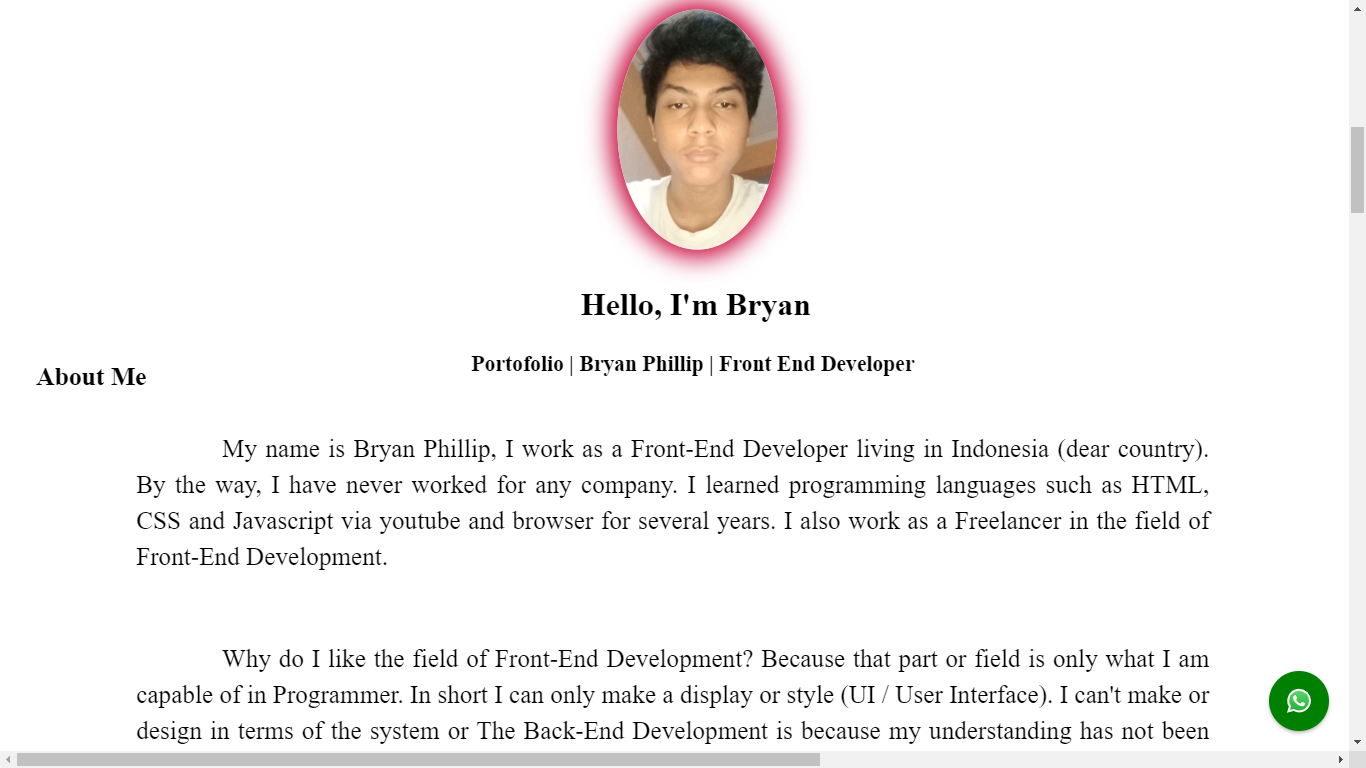 Hello, I'm Bryan
Portofolio | Bryan Phillip | Front End Developer
About Me
My name is Bryan Phillip, I work as a Front-End Developer living in Indonesia (dear country).
By the way, I have never worked for any company. I learned programming languages such as HTML,
CSS and Javascript via youtube and browser for several years. I also work as a Freelancer in the field of
Front-End Development.
Why do I like the field of Front-End Development? Because that part or field is only what I am
capable of in Programmer. In short I can only make a display or style (UI / User Interface). I can't make or
design in terms of the system or The Back-End Development is because my understanding has not been